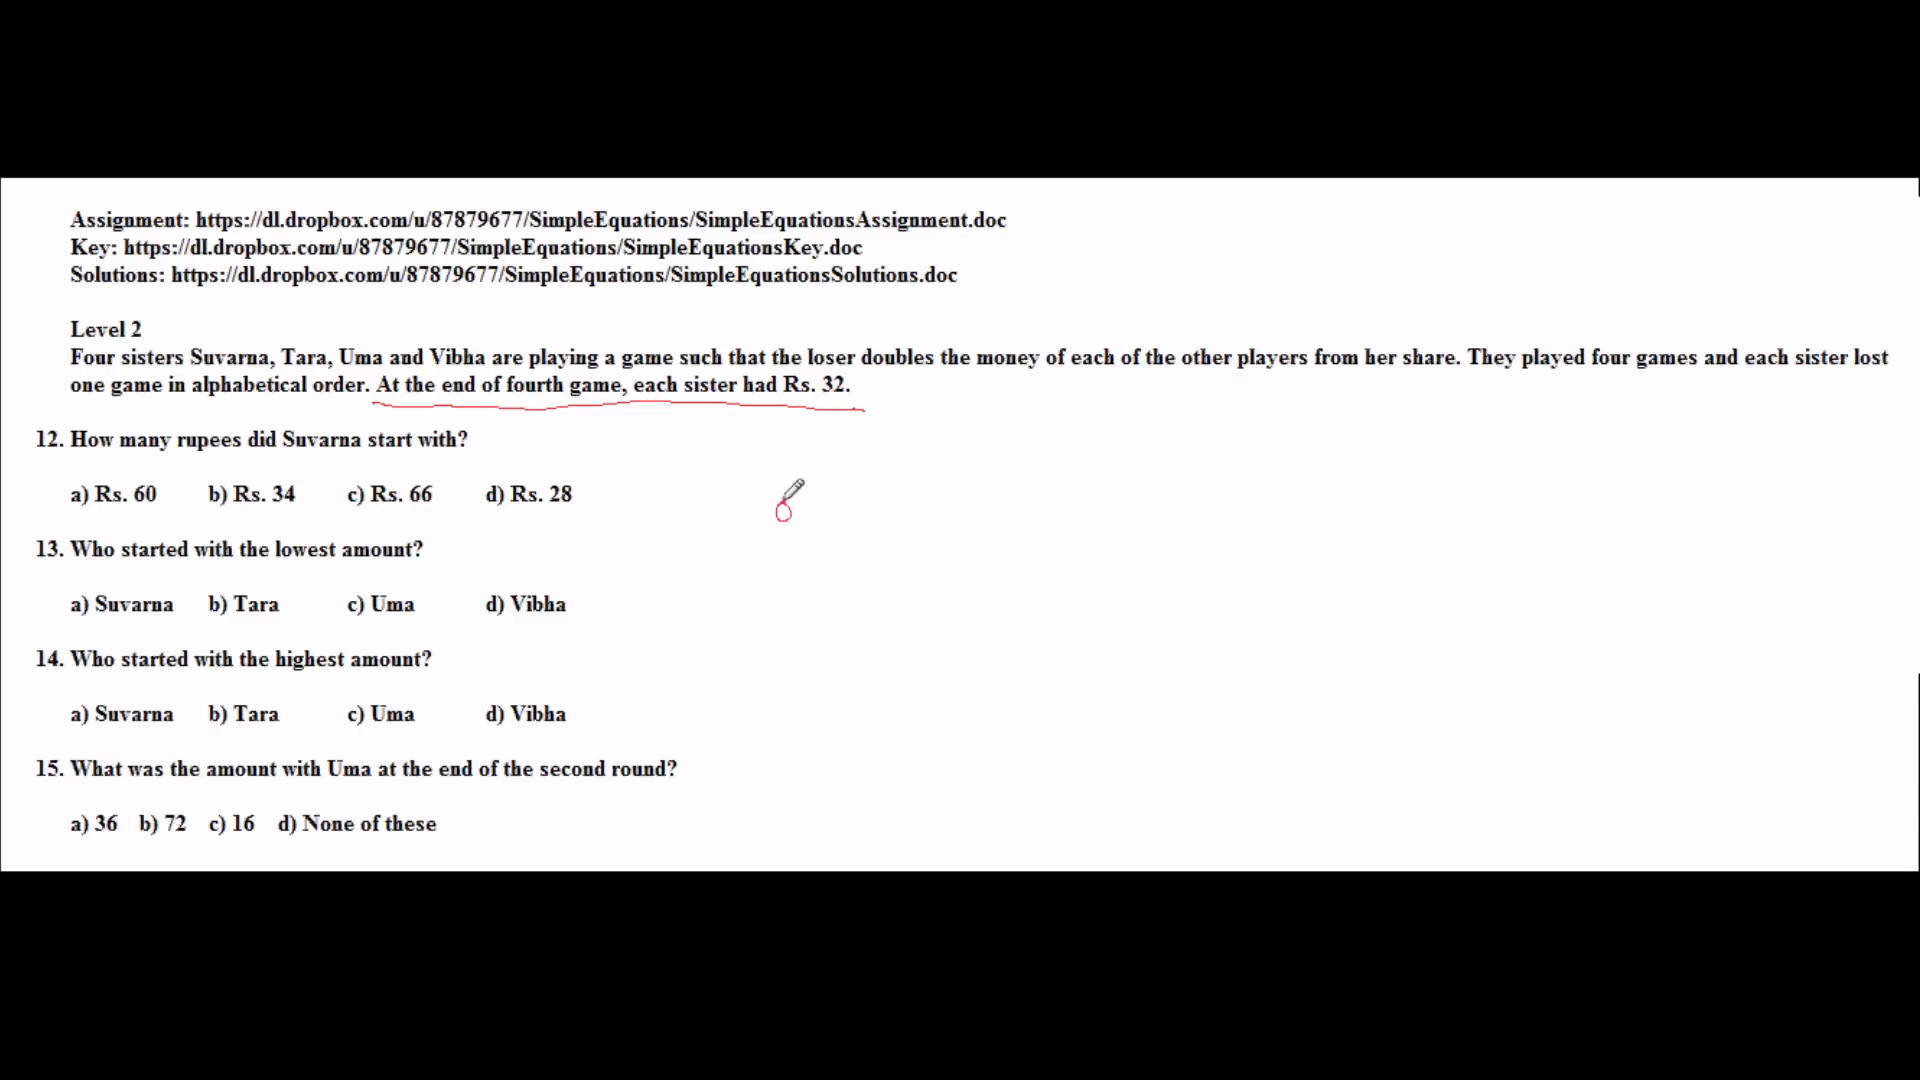 Assignment: https://dl.dropbox.com/u/87879677/SimpleEquations/SimpleEquationsAssignment.doc
Key: https://dl.dropbox.com/u/87879677/SimpleEquations/SimpleEquationsKey.doc
Solutions: https://dl.dropbox.com/u/87879677/SimpleEquations/SimpleEquationsSolutions.doc
Level 2
Four sisters Suvarna, Tara, Uma and Vibha are playing a game such that the loser doubles the money of each of the other players from her share. They played four games and each sister lost
one game in alphabetical order. At the end of fourth game, each sister had Rs. 32.
12. How many rupees did Suvarna start with?
a) Rs. 60 b) Rs. 34 c) Rs. 66 d) Rs. 28
13. Who started with the lowest amount?
a) Suvarna b) Tara c) Uma d) Vibha
14. Who started with the highest amount?
a) Suvarna b) Tara c) Uma d) Vibha
15. What was the amount with Uma at the end of the second round?
a) 36 b) 72 c) 16 d) None of these